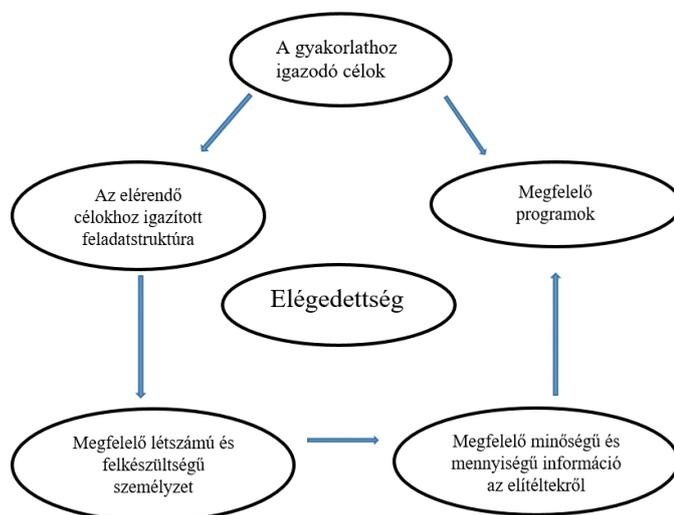 A gyakorlathoz
igazodó célok
Az elérendő
célokhoz igazított
feladatstruktúra
Megfelelő
programok
Elégedettség
Megfelelő létszámú és
felkészültségű
személyzet
Megfelelő minőségű és
mennyiségű információ
az elítéltekről